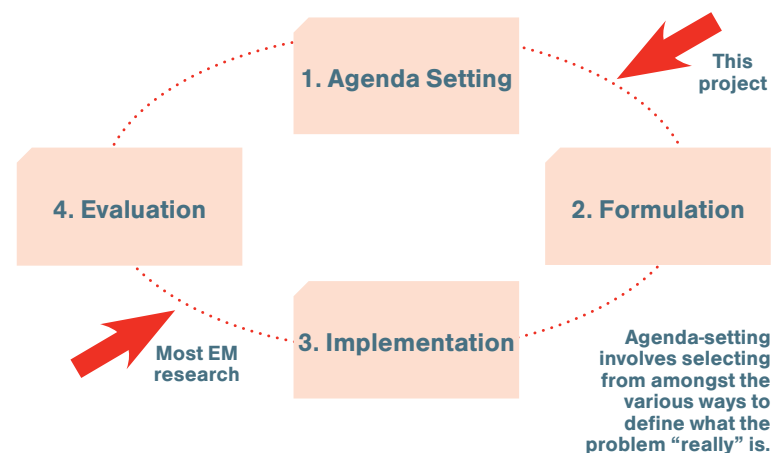 1. Agenda Setting
This
project
4. Evaluation
2. Formulation
3. Implementation
Most EM
research
Agenda-setting
involves selecting
from amongst the
various ways to
define what the
problem “really” is.